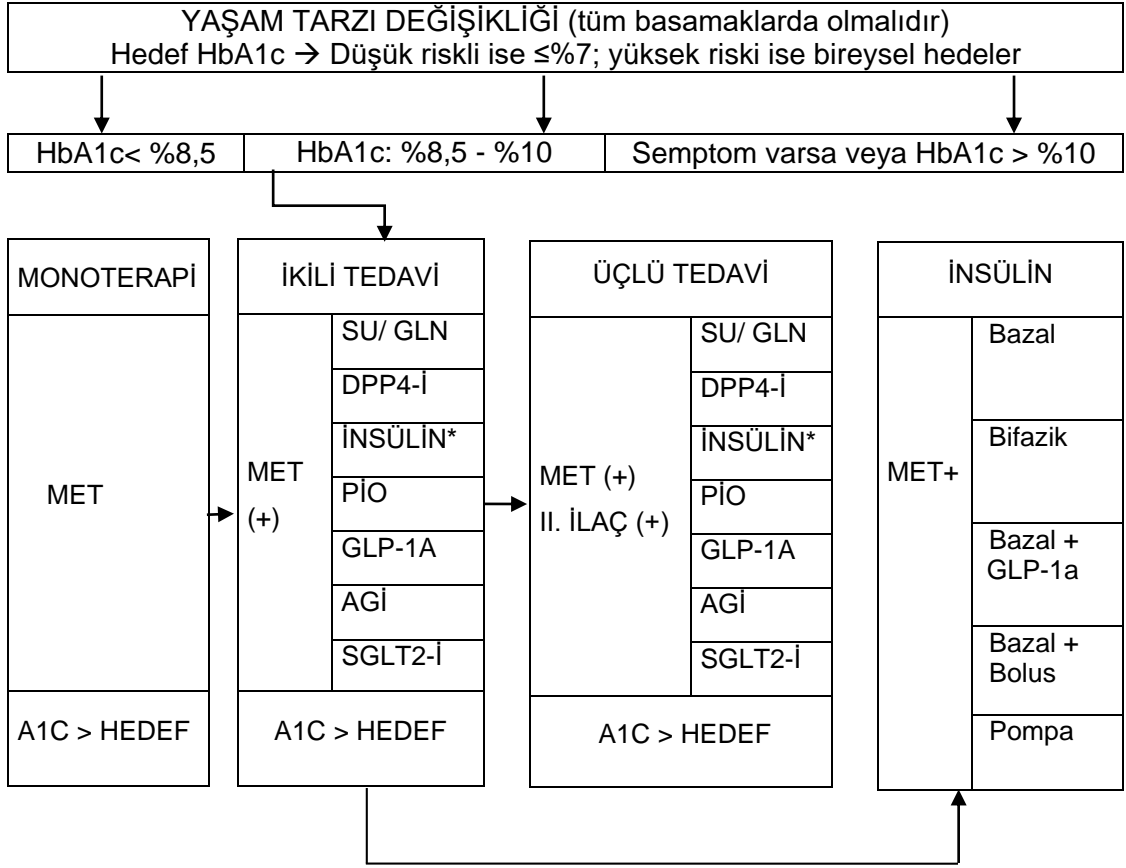 YAŞAM TARZI DEĞİŞİKLİĞİ (tüm basamaklarda olmalıdır)
Hedef HbA1c → Düşük riskli ise ≤%7; yüksek riski ise bireysel hedeler
HbA1c< %8,5
HbA1c: %8,5 - %10
Semptom varsa veya HbA1c > %10
MONOTERAPİ
MET
A1C > HEDEF
İKİLİ TEDAVİ
MET
(+)
SU/ GLN
DPP4-İ
İNSÜLİN*
PİO
GLP-1A
AGİ
SGLT2-İ
A1C > HEDEF
ÜÇLÜ TEDAVİ
MET (+)
II. İLAÇ (+)
SU/ GLN
DPP4-İ
İNSÜLİN*
PİO
GLP-1A
AGİ
SGLT2-İ
A1C > HEDEF
İNSÜLİN
MET+
Bazal
Bifazik
Bazal +
GLP-1a
Bazal +
Bolus
Pompa